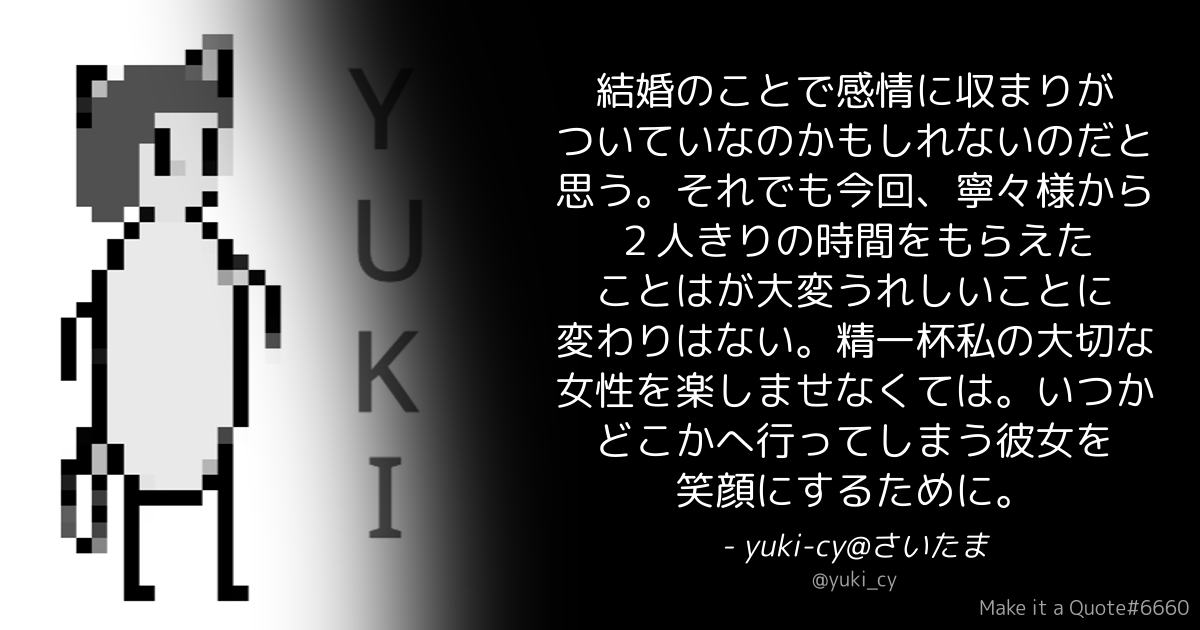 YUKI
結婚のことで感情に収まりが
ついていなのかもしれないのだと
思う。それでも今回、寧々様から
２人きりの時間をもらえた
ことはが大変うれしいことに
変わりはない。精一杯私の大切な
女性を楽しませなくては。いつか
どこかへ行ってしまう彼女を
笑顔にするために。
- yuki-cy@さいたま
@yuki_cy
Make it a Quote#6660